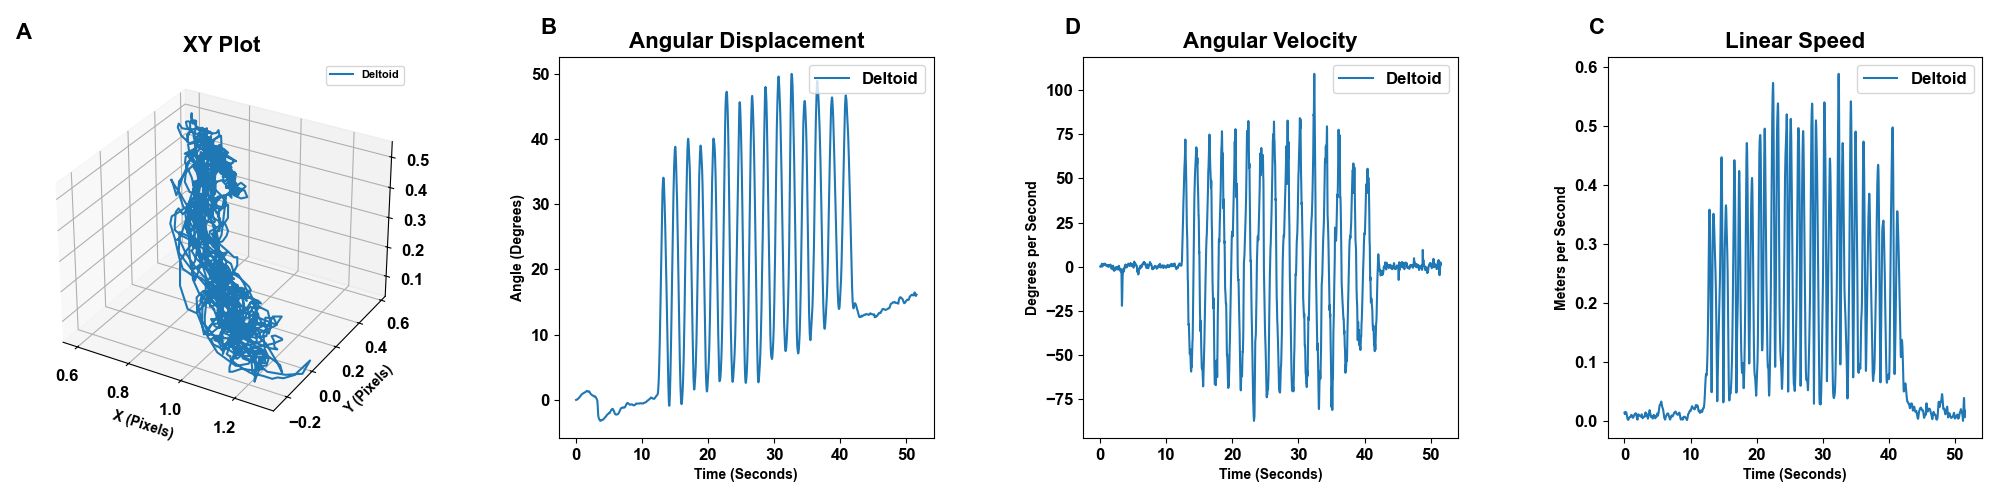 A
XY Plot
Deltoid
0.5
0.4
0.3
0.2
0.1
0.6
0.4
0.2
0.0
−0.2
Y (Pixels)
0.6
0.8
1.0
1.2
X (Pixels)
B
Angular Displacement
Deltoid
50
40
30
20
10
0
Angle (Degrees)
0 10 20 30 40 50
Time (Seconds)
D
Angular Velocity
Deltoid
100
75
50
25
0
−25
−50
−75
Degrees per Second
0 10 20 30 40 50
Time (Seconds)
C
Linear Speed
Deltoid
0.6
0.5
0.4
0.3
0.2
0.1
0.0
Meters per Second
0 10 20 30 40 50
Time (Seconds)